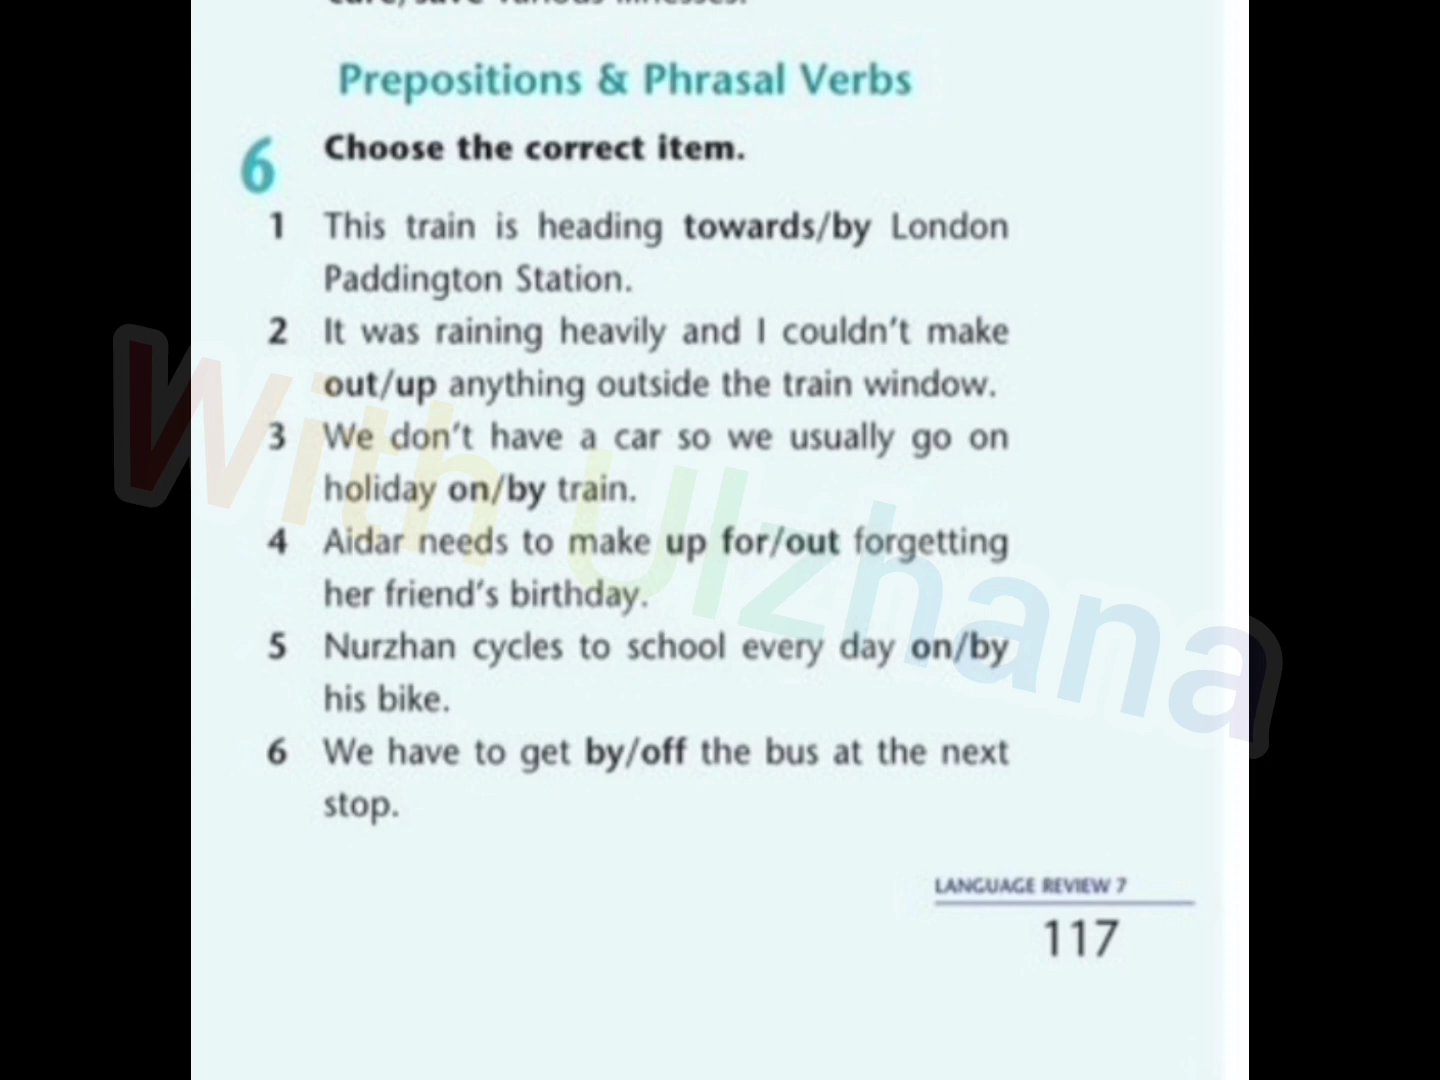 Prepositions & Phrasal Verbs
6 Choose the correct item.
1 This train is heading towards/by London
Paddington Station.
2 It was raining heavily and I couldn't make
out/up anything outside the train window.
3 We don't have a car so we usually go on
holiday on/by train.
4 Aidar needs to make up for/out forgetting
her friend's birthday.
5 Nurzhan cycles to school every day on/by
his bike.
6 We have to get by/off the bus at the next
stop.
With Ulzhana
LANGUAGE REVIEW 7
117